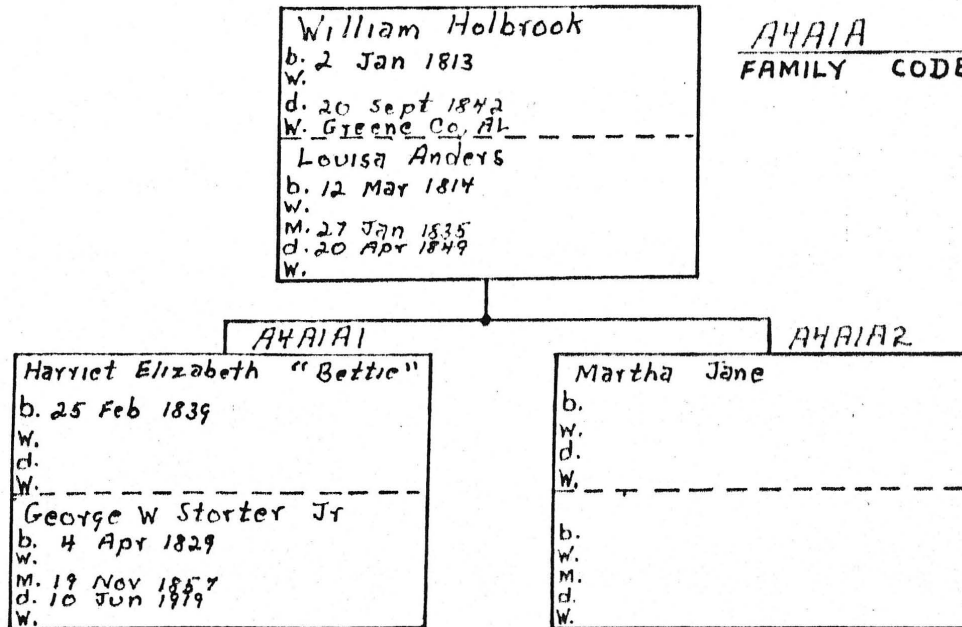 William Holbrook
b. 2 Jan 1813
W.
d. 20 Sept 1842
W. Greene Co, AL
Louisa Anders
b. 12 Mar 1814
W.
M. 27 Jan 1835
d. 20 Apr 1849
W.
A4A1A
FAMILY CODE
A4A1A1
Harriet Elizabeth "Bettie"
b. 25 Feb 1839
W.
d.
W.
George W Storter Jr
b. 4 Apr 1829
W.
M. 19 Nov 1857
d. 10 Jun 1919
W.
A4A1A2
Martha Jane
b.
W.
d.
W.
b.
W.
M.
d.
W.